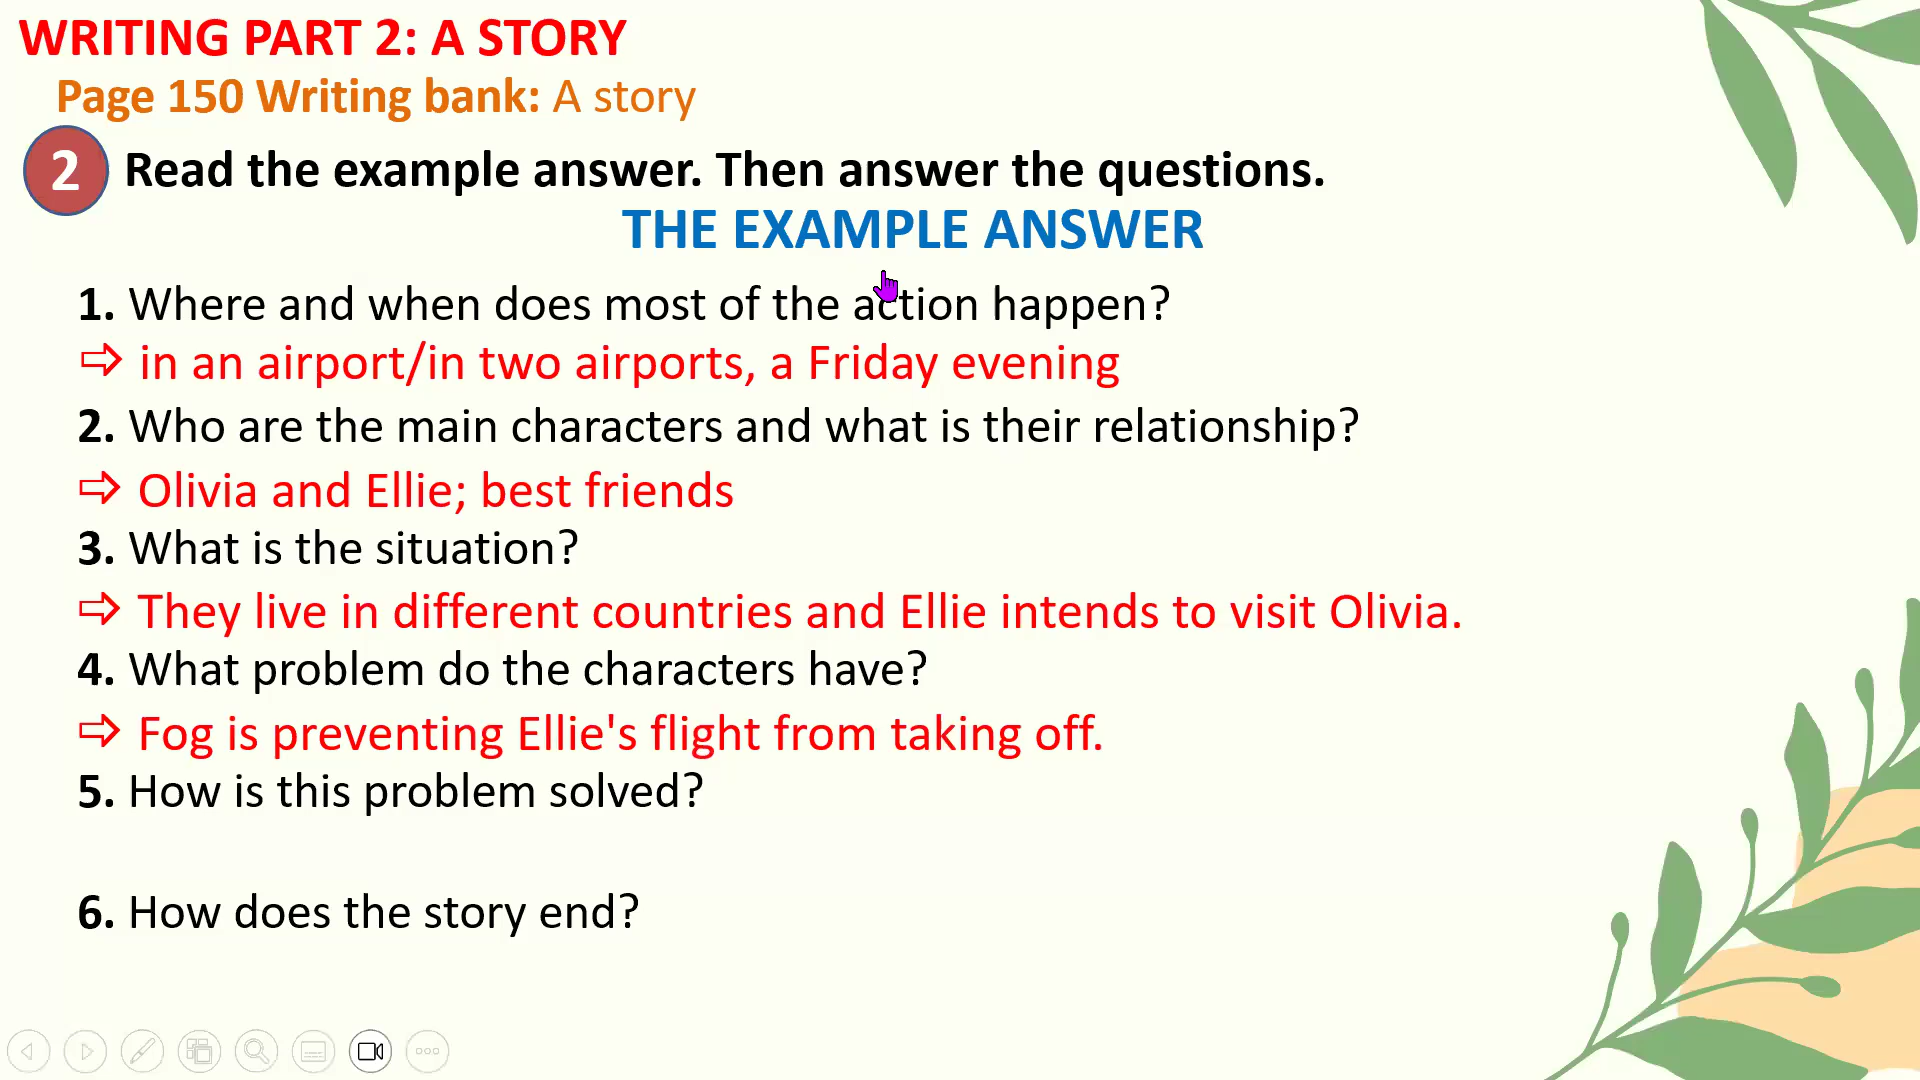 WRITING PART 2: A STORY
Page 150 Writing bank: A story
2 Read the example answer. Then answer the questions.
THE EXAMPLE ANSWER
1. Where and when does most of the action happen?
⇨ in an airport/in two airports, a Friday evening
2. Who are the main characters and what is their relationship?
⇨ Olivia and Ellie; best friends
3. What is the situation?
⇨ They live in different countries and Ellie intends to visit Olivia.
4. What problem do the characters have?
⇨ Fog is preventing Ellie's flight from taking off.
5. How is this problem solved?
6. How does the story end?